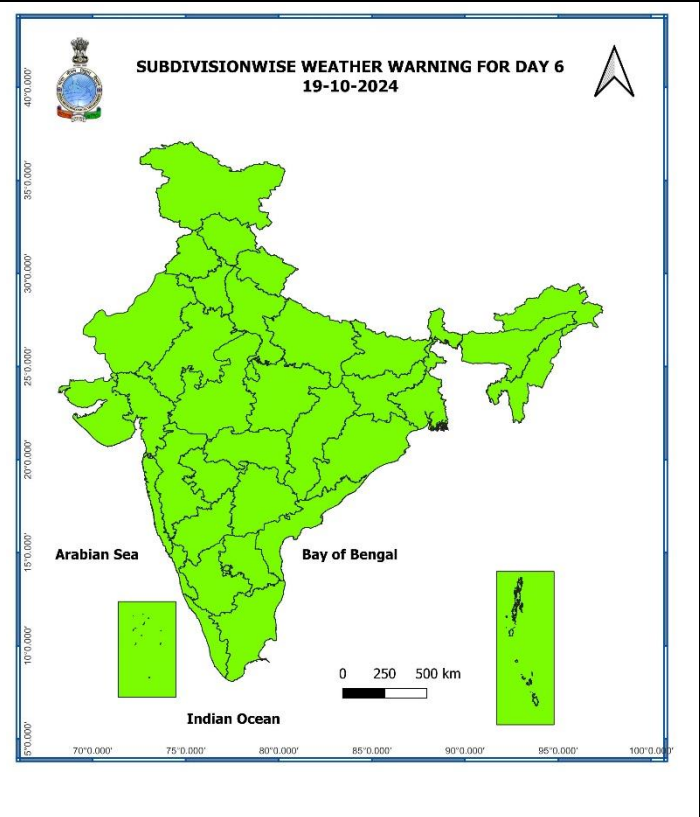 SUBDIVISIONWISE WEATHER WARNING FOR DAY 6
19-10-2024
40°0.000'
35°0.000'
30°0.000'
25°0.000'
20°0.000'
15°0.000'
10°0.000'
5°0.000'
Arabian Sea
Bay of Bengal
0 250 500 km
Indian Ocean
70°0.000' 75°0.000' 80°0.000' 85°0.000' 90°0.000' 95°0.000' 100°0.000'